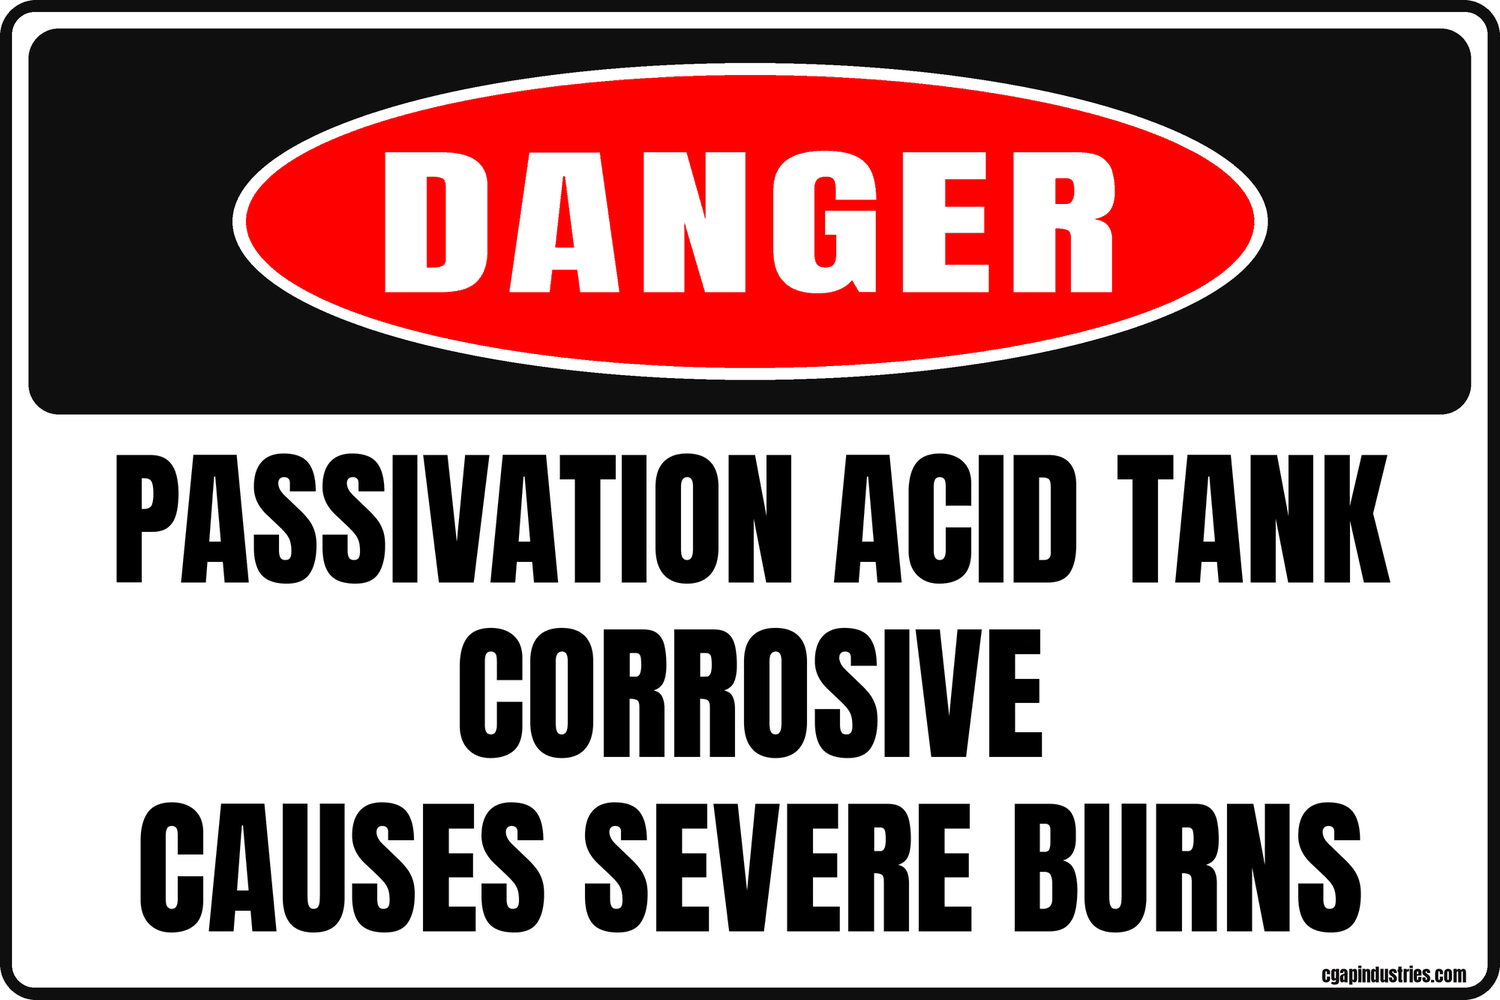 DANGER
PASSIVATION ACID TANK
CORROSIVE
CAUSES SEVERE BURNS
cgapindustries.com